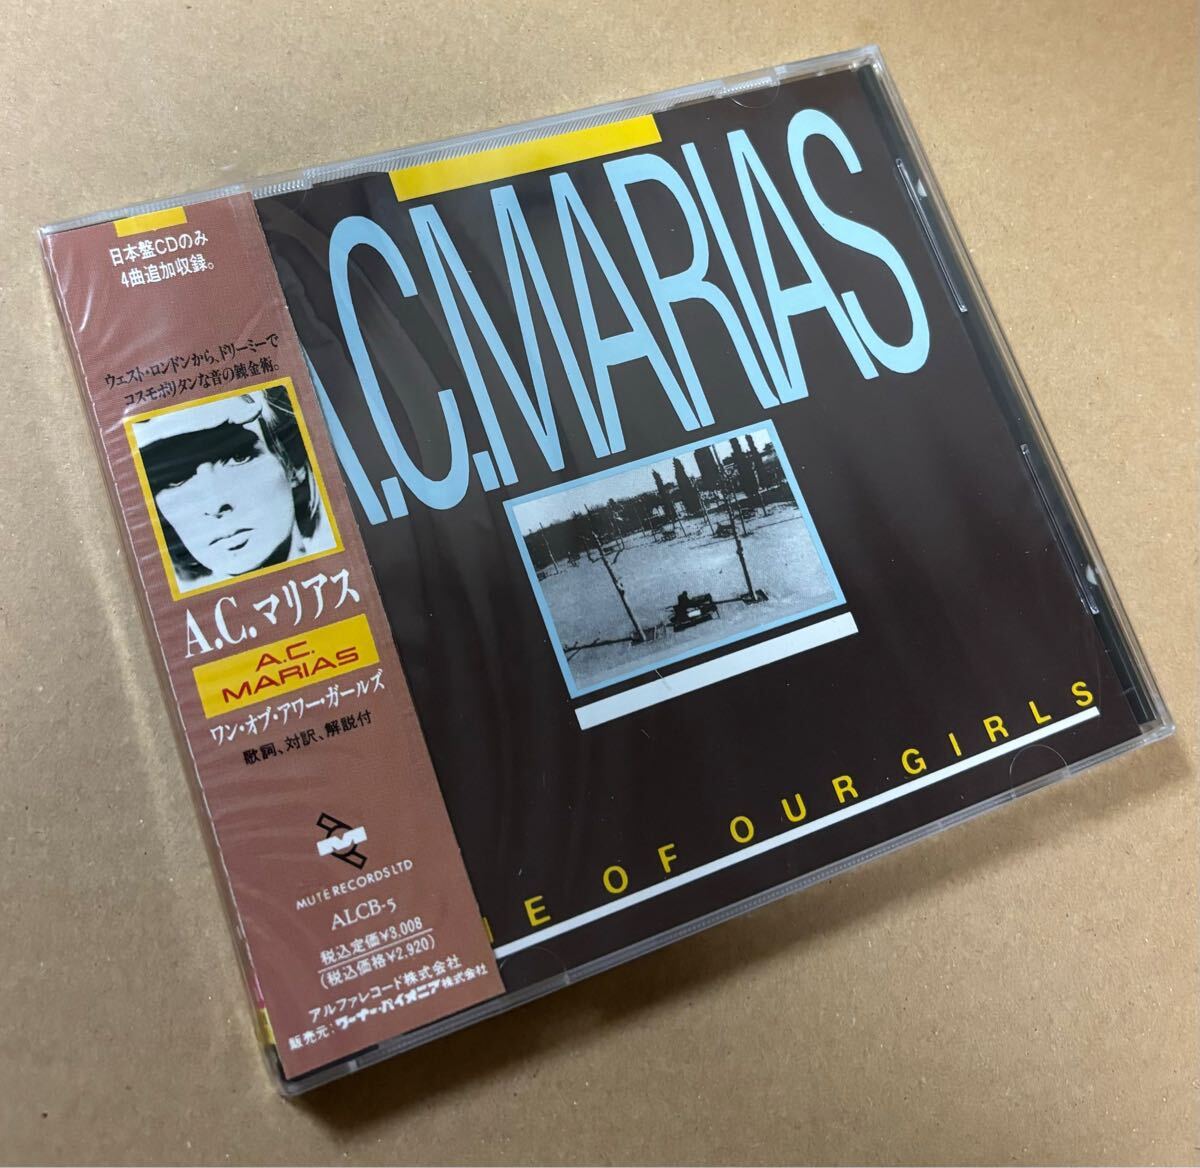 日本盤CDのみ
4曲追加収録。
ウェスト・ロンドンから、ドリーミーで
コスモポリタンな音の錬金術。
A.C.マリアス
A.C.
MARIAS
ワン・オブ・アワー・ガールズ
歌詞、対訳、解説付
MUTE RECORDS LTD
ALCB-5
税込定価¥3,008
(税込価格¥2,920)
アルファレコード株式会社
販売元:ワーナー・パイオニア株式会社
A.C.MARIAS
NE OF OUR GIRLS